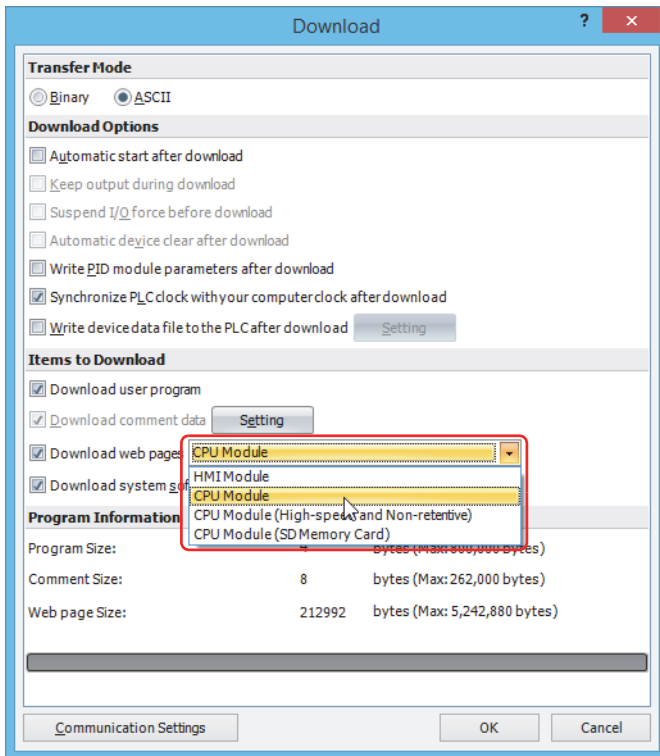 Download
? ×
Transfer Mode
Binary ASCII
Download Options
Automatic start after download
Keep output during download
Suspend I/O force before download
Automatic device clear after download
Write PID module parameters after download
Synchronize PLC clock with your computer clock after download
Write device data file to the PLC after download Setting
Items to Download
Download user program
Download comment data Setting
Download web pages CPU Module
HMI Module
Download system CPU Module
CPU Module (High-speed and Non-retentive)
Program Information
CPU Module (SD Memory Card)
Program Size: bytes (Max: 800,000 bytes)
Comment Size: 8 bytes (Max: 262,000 bytes)
Web page Size: 212992 bytes (Max: 5,242,880 bytes)
Communication Settings OK Cancel